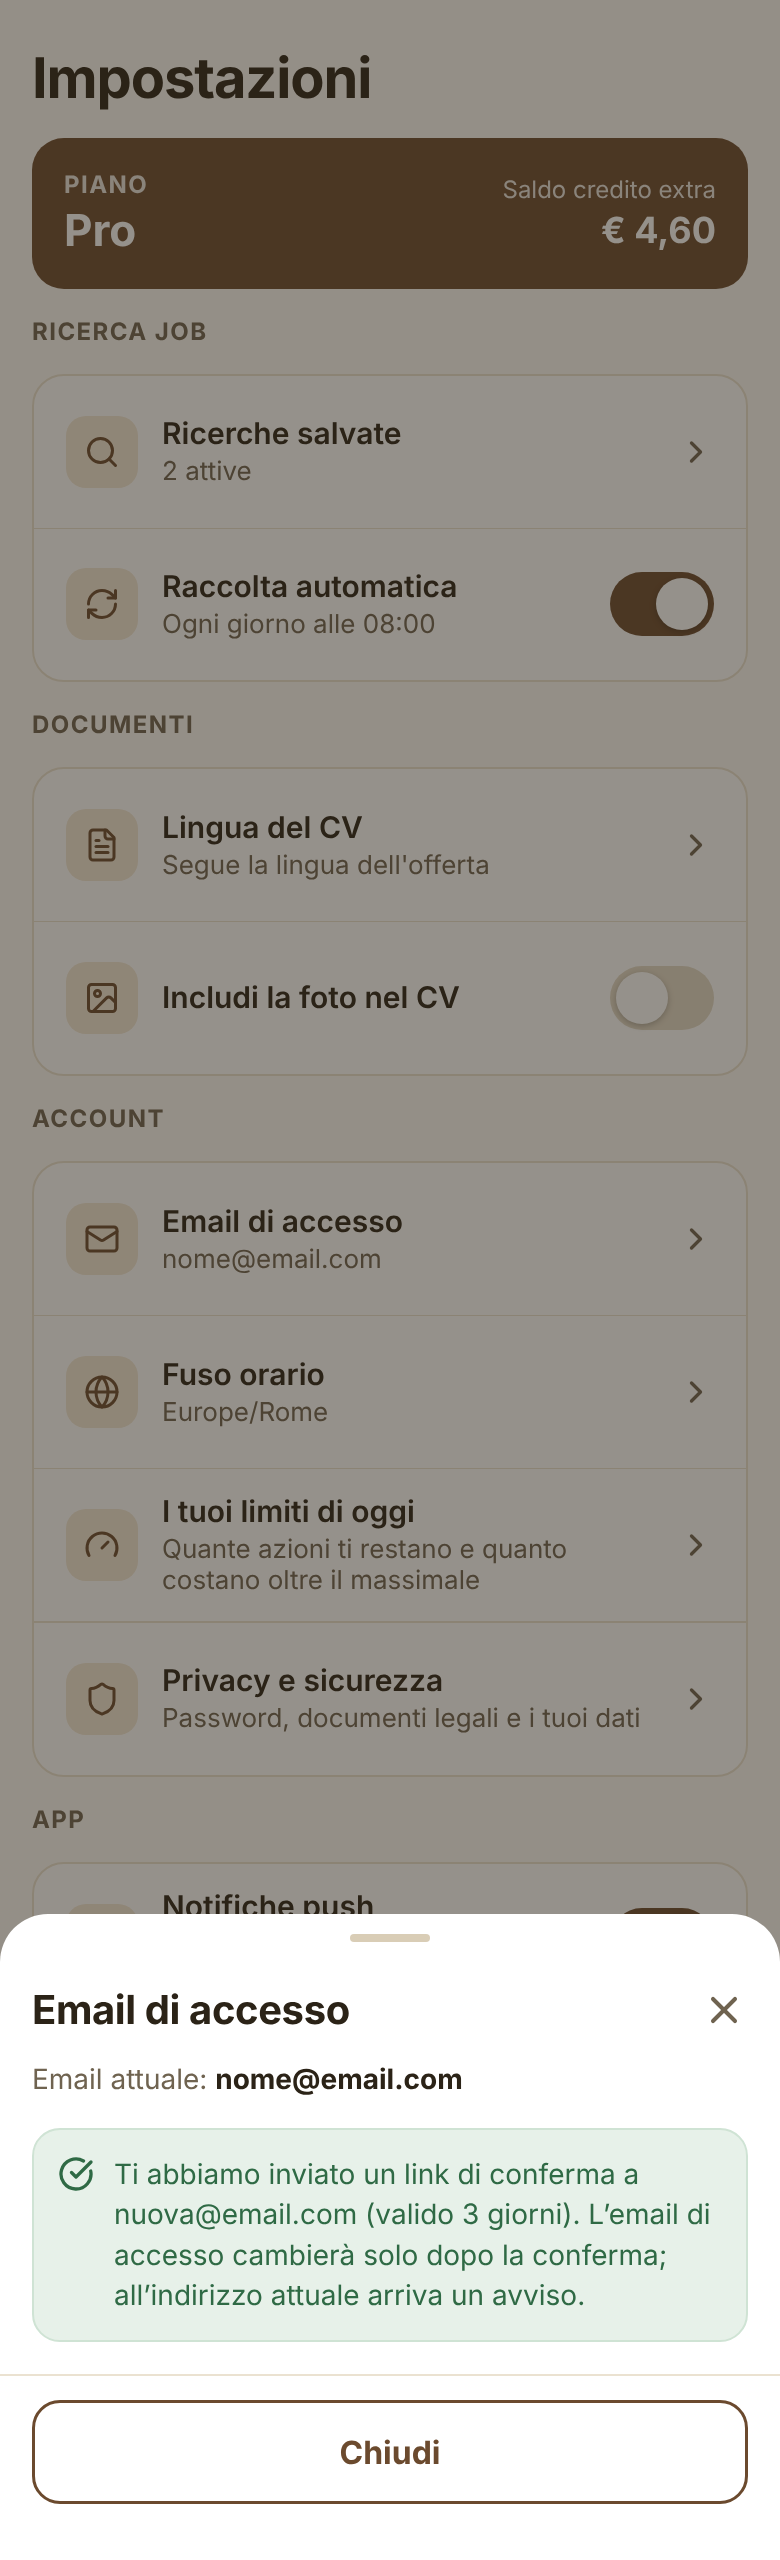 Impostazioni
PIANO
Pro
Saldo credito extra
€ 4,60
RICERCA JOB
Ricerche salvate
2 attive
Raccolta automatica
Ogni giorno alle 08:00
DOCUMENTI
Lingua del CV
Segue la lingua dell'offerta
Includi la foto nel CV
ACCOUNT
Email di accesso
nome@email.com
Fuso orario
Europe/Rome
I tuoi limiti di oggi
Quante azioni ti restano e quanto
costano oltre il massimale
Privacy e sicurezza
Password, documenti legali e i tuoi dati
APP
Notifiche push
Email di accesso
Email attuale: nome@email.com
Ti abbiamo inviato un link di conferma a
nuova@email.com (valido 3 giorni). L’email di
accesso cambierà solo dopo la conferma;
all’indirizzo attuale arriva un avviso.
Chiudi